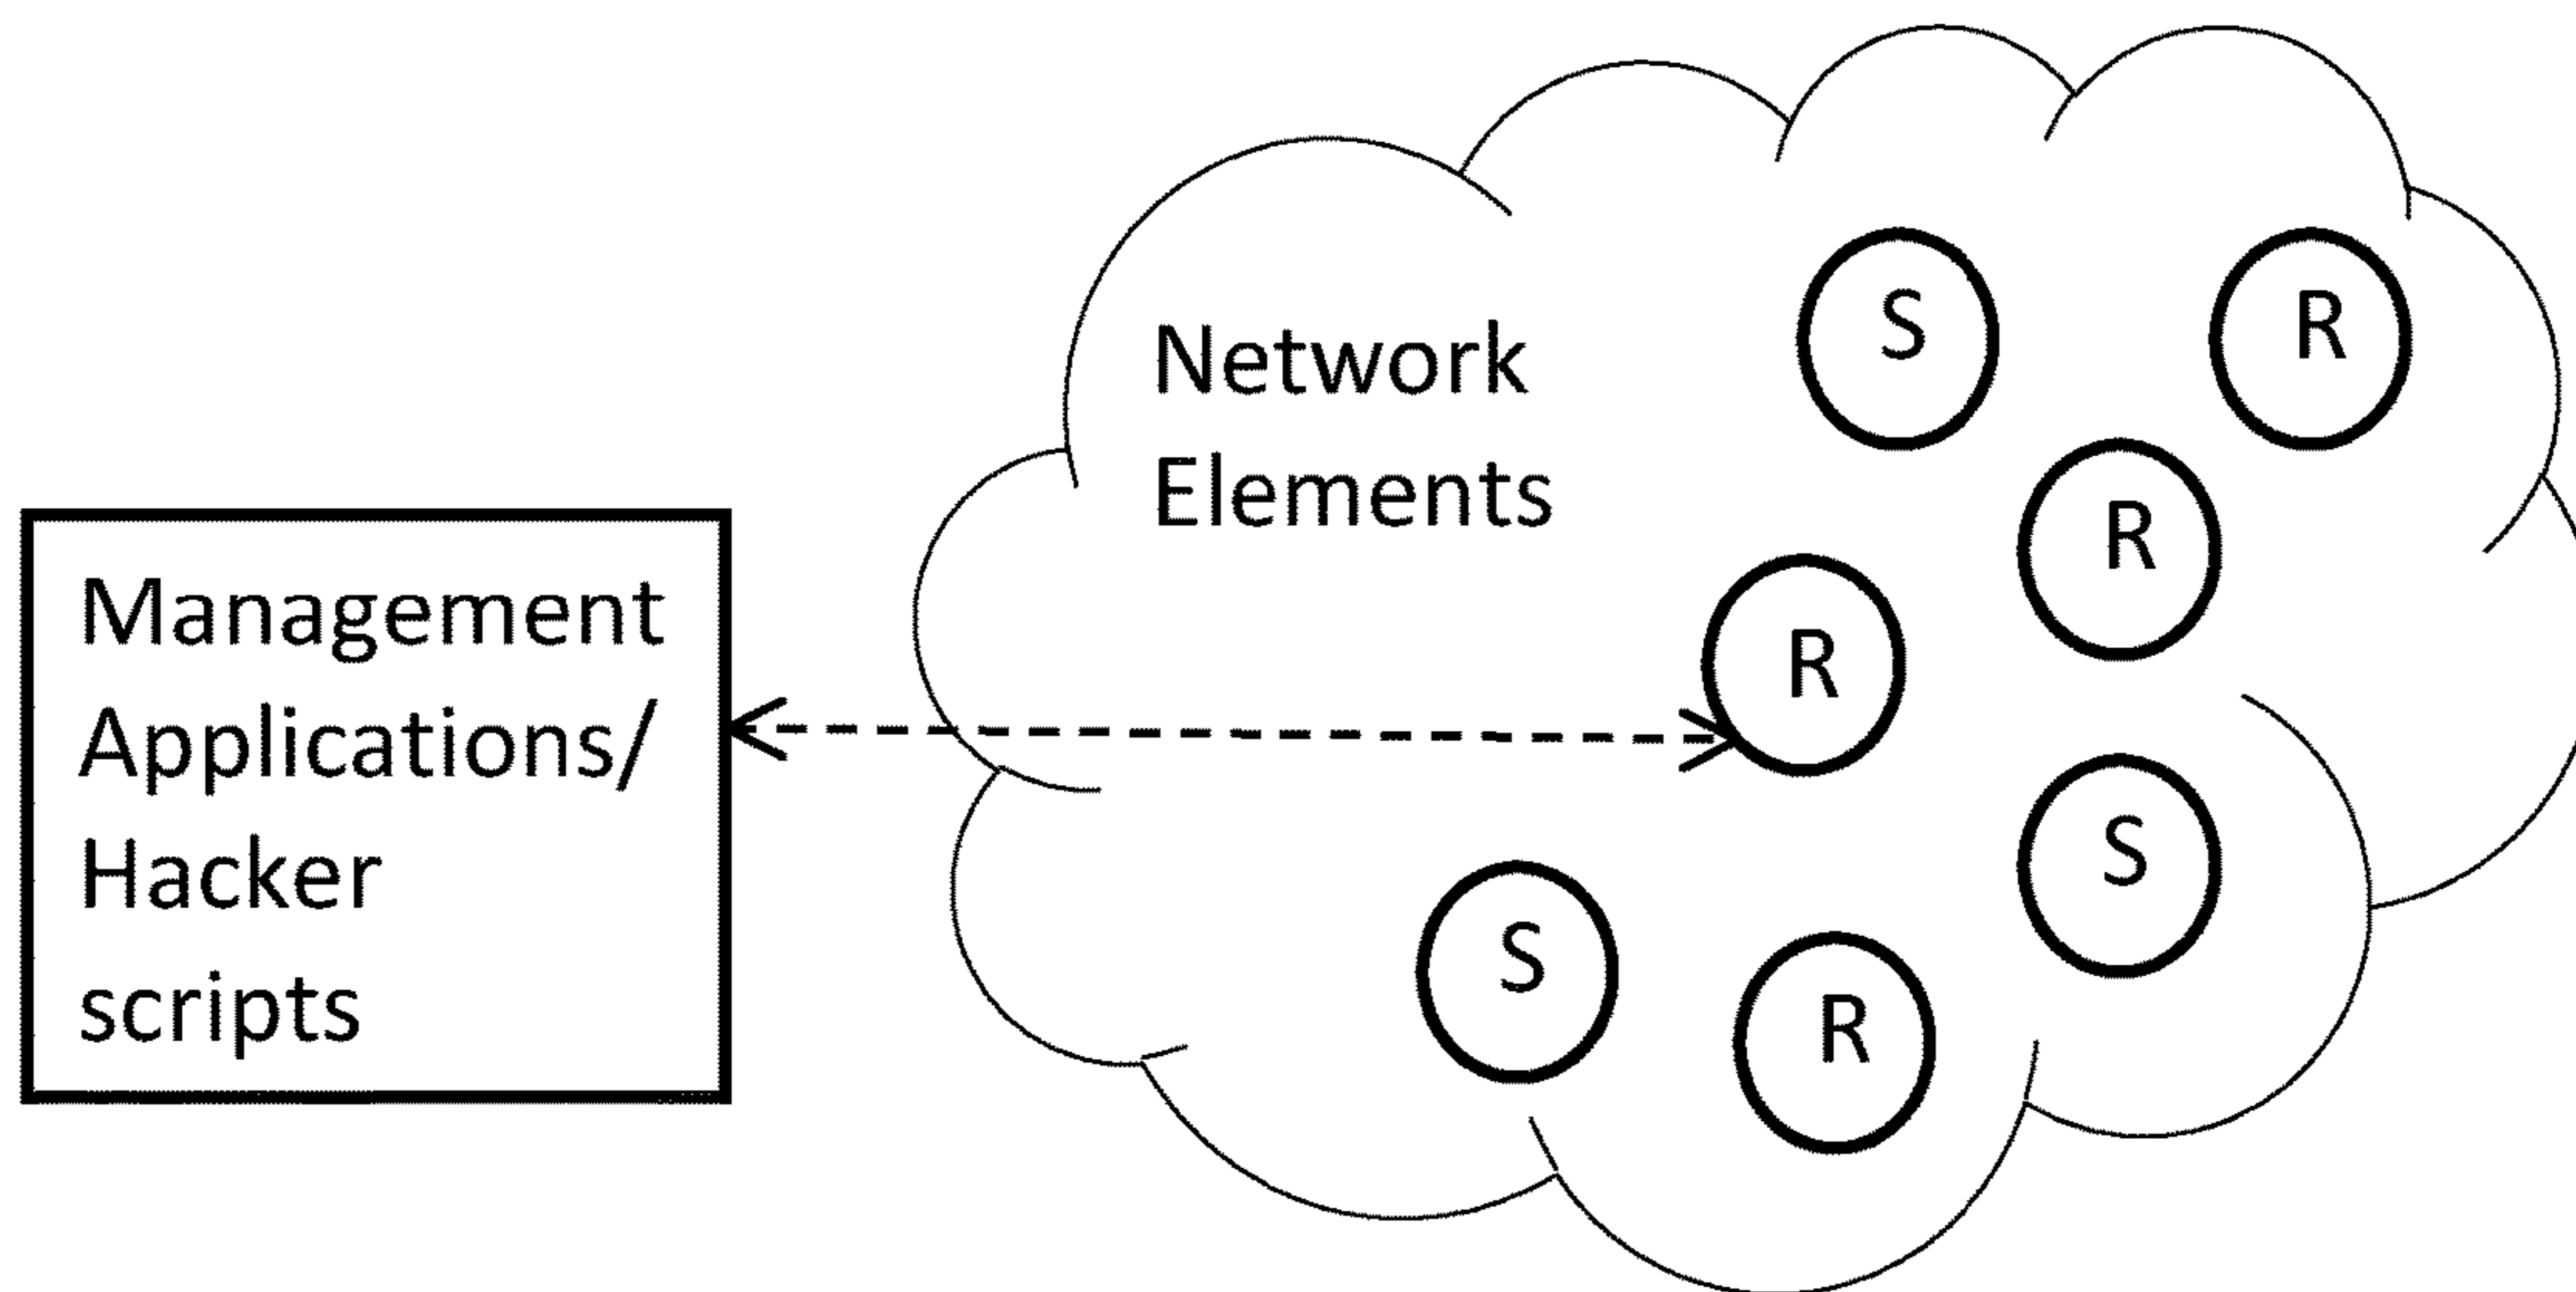 Network
Elements
Management
Applications/
Hacker
scripts
S
R
R
R
S
S
R